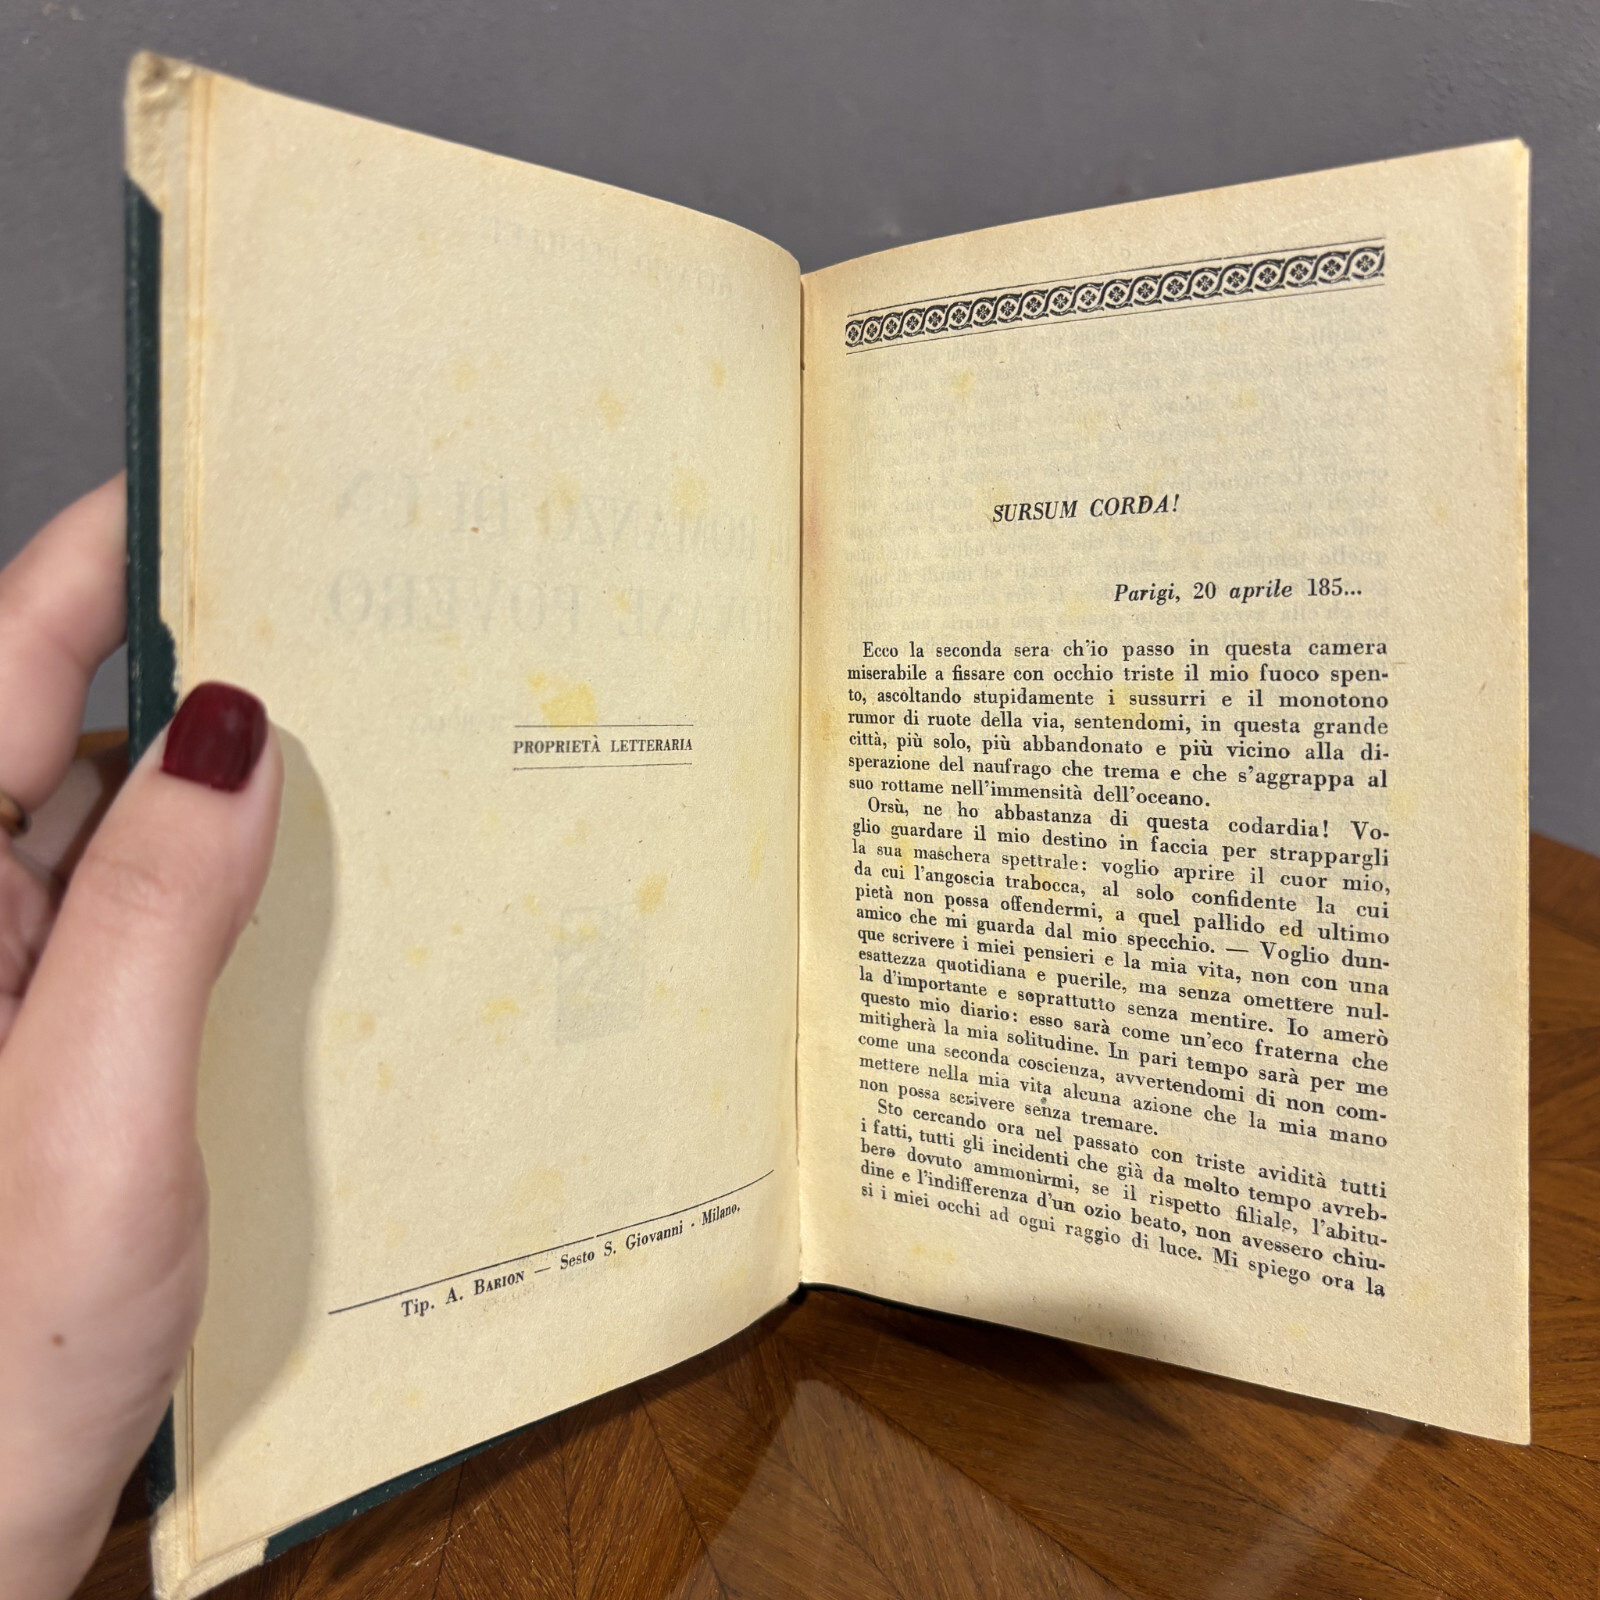 PROPRIETÀ LETTERARIA
Tip. A. BARION — Sesto S. Giovanni - Milano.
SURSUM CORDA!
Parigi, 20 aprile 185...
Ecco la seconda sera ch'io passo in questa camera
miserabile a fissare con occhio triste il mio fuoco spen-
to, ascoltando stupidamente i sussurri e il monotono
rumor di ruote della via, sentendomi, in questa grande
città, più solo, più abbandonato e più vicino alla di-
sperazione del naufrago che trema e che s'aggrappa al
suo rottame nell'immensità dell'oceano.
Orsù, ne ho abbastanza di questa codardia! Vo-
glio guardare il mio destino in faccia per strappargli
la sua maschera spettrale: voglio aprire il cuor mio,
da cui l'angoscia trabocca, al solo confidente la cui
pietà non possa offendermi, a quel pallido ed ultimo
amico che mi guarda dal mio specchio. — Voglio dun-
que scrivere i miei pensieri e la mia vita, non con una
esattezza quotidiana e puerile, ma senza omettere nul-
la d'importante e soprattutto senza mentire. Io amerò
questo mio diario: esso sarà come un'eco fraterna che
mitigherà la mia solitudine. In pari tempo sarà per me
come una seconda coscienza, avvertendomi di non com-
mettere nella mia vita alcuna azione che la mia mano
non possa scrivere senza tremare.
Sto cercando ora nel passato con triste avidità tutti
i fatti, tutti gli incidenti che già da molto tempo avreb-
bero dovuto ammonirmi, se il rispetto filiale, l'abitu-
dine e l'indifferenza d'un ozio beato, non avessero chiu-
si i miei occhi ad ogni raggio di luce. Mi spiego ora la